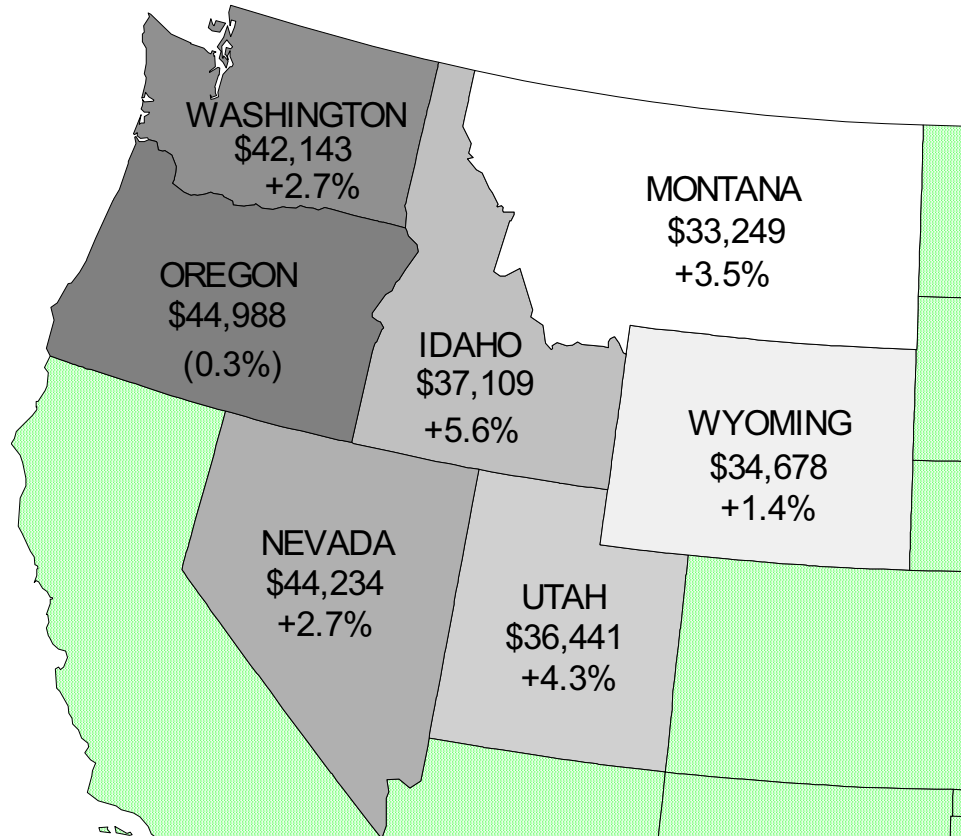 WASHINGTON
$42,143
+2.7%
MONTANA
$33,249
+3.5%
OREGON
$44,988
(0.3%)
IDAHO
$37,109
+5.6%
WYOMING
$34,678
+1.4%
NEVADA
$44,234
+2.7%
UTAH
$36,441
+4.3%